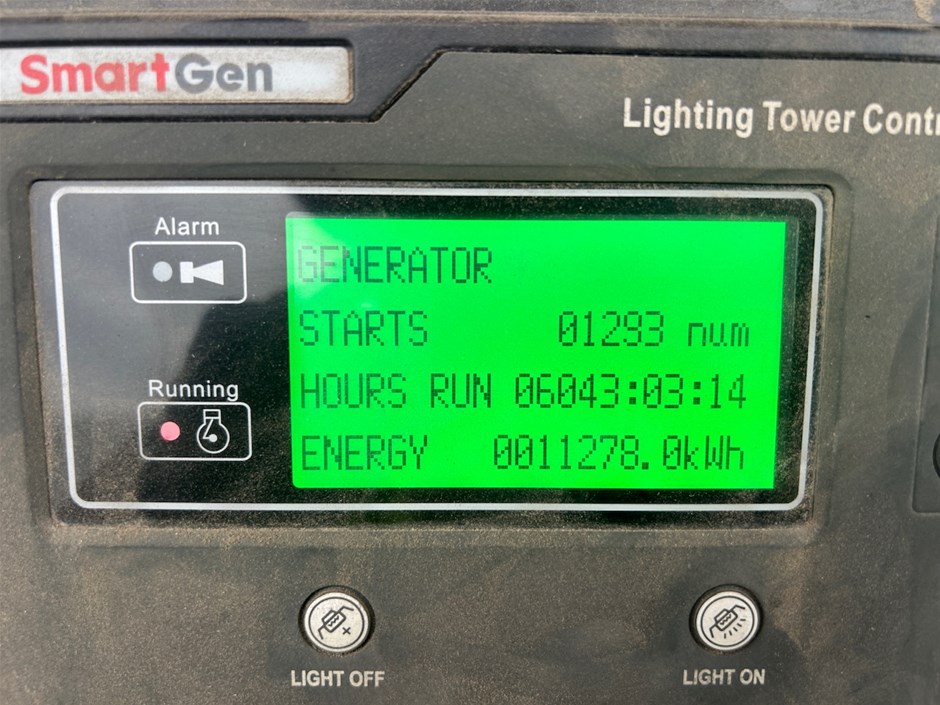 SmartGen
Lighting Tower
Alarm
GENERATOR
STARTS 01293 num
Running
HOURS RUN 06043:03:14
ENERGY 0011278.0kWh
LIGHT OFF
LIGHT ON